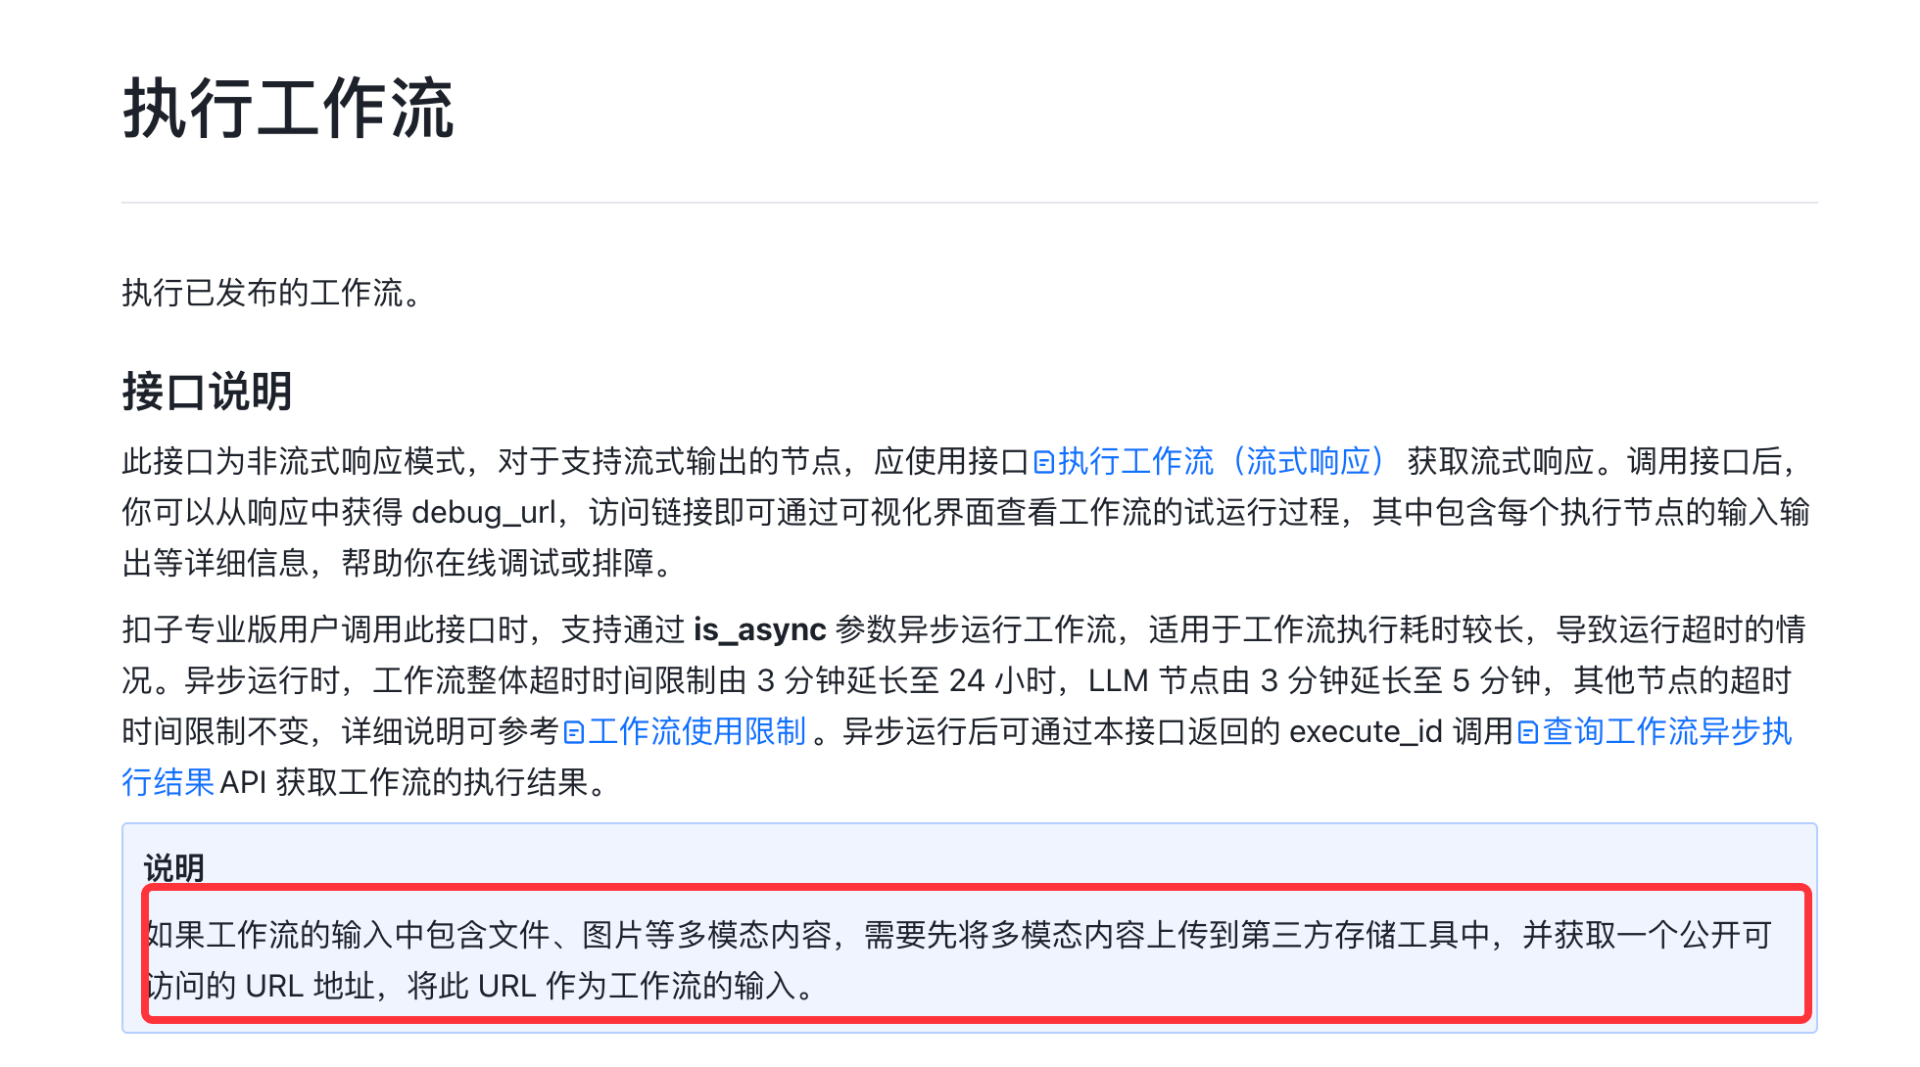 执行工作流
执行已发布的工作流。
接口说明
此接口为非流式响应模式，对于支持流式输出的节点，应使用接口执行工作流（流式响应） 获取流式响应。调用接口后，
你可以从响应中获得 debug_url，访问链接即可通过可视化界面查看工作流的试运行过程，其中包含每个执行节点的输入输
出等详细信息，帮助你在线调试或排障。
扣子专业版用户调用此接口时，支持通过 is_async 参数异步运行工作流，适用于工作流执行耗时较长，导致运行超时的情
况。异步运行时，工作流整体超时时间限制由 3 分钟延长至 24 小时，LLM 节点由 3 分钟延长至 5 分钟，其他节点的超时
时间限制不变，详细说明可参考工作流使用限制 。异步运行后可通过本接口返回的 execute_id 调用查询工作流异步执
行结果 API 获取工作流的执行结果。
说明
如果工作流的输入中包含文件、图片等多模态内容，需要先将多模态内容上传到第三方存储工具中，并获取一个公开可
访问的 URL 地址，将此 URL 作为工作流的输入。